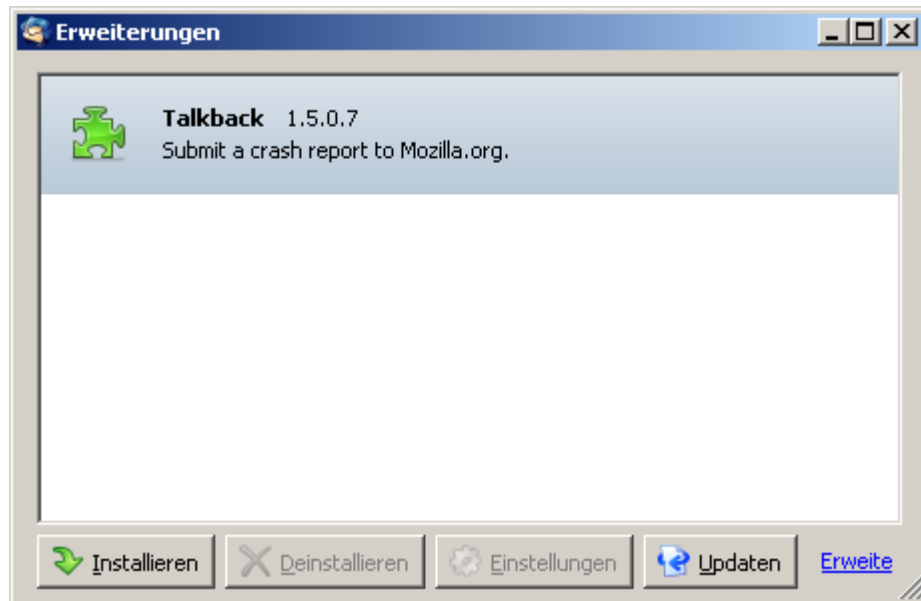 Erweiterungen
Talkback 1.5.0.7
Submit a crash report to Mozilla.org.
Installieren Deinstallieren Einstellungen Updaten Erweite